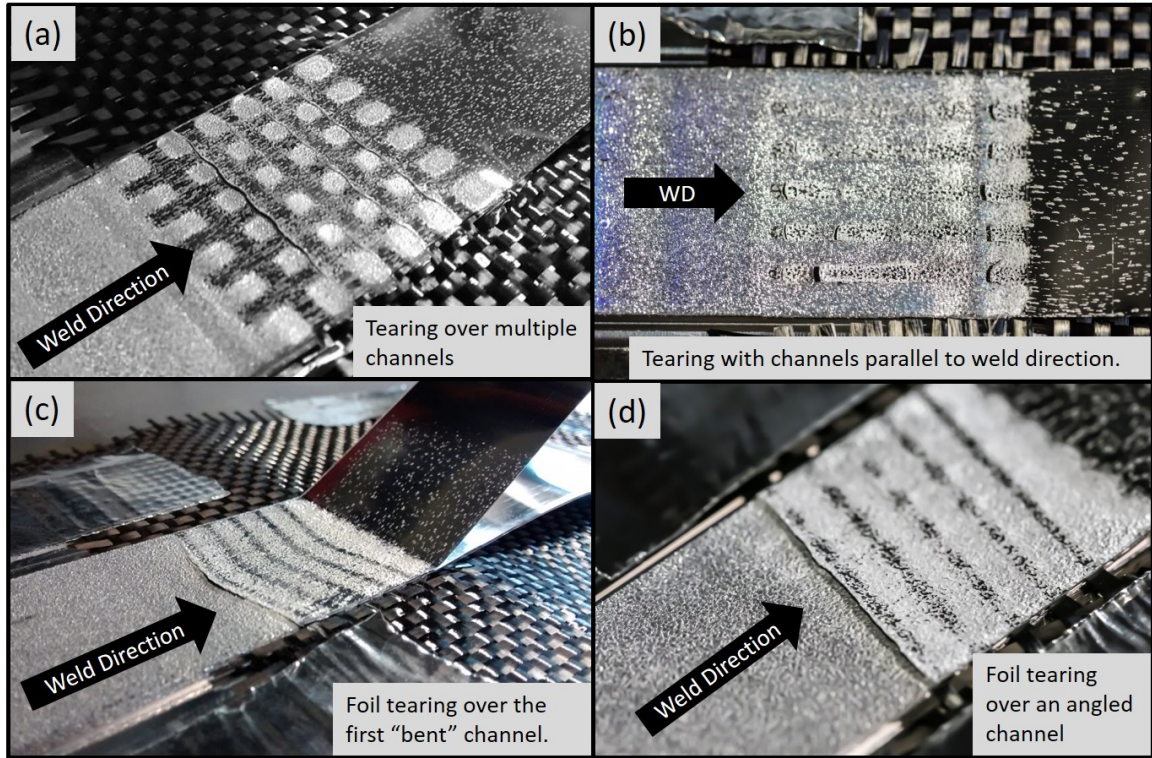 (a)
Weld Direction
Tearing over multiple
channels
(b)
WD
Tearing with channels parallel to weld direction.
(c)
Weld Direction
Foil tearing over the
first “bent” channel.
(d)
Weld Direction
Foil tearing
over an angled
channel